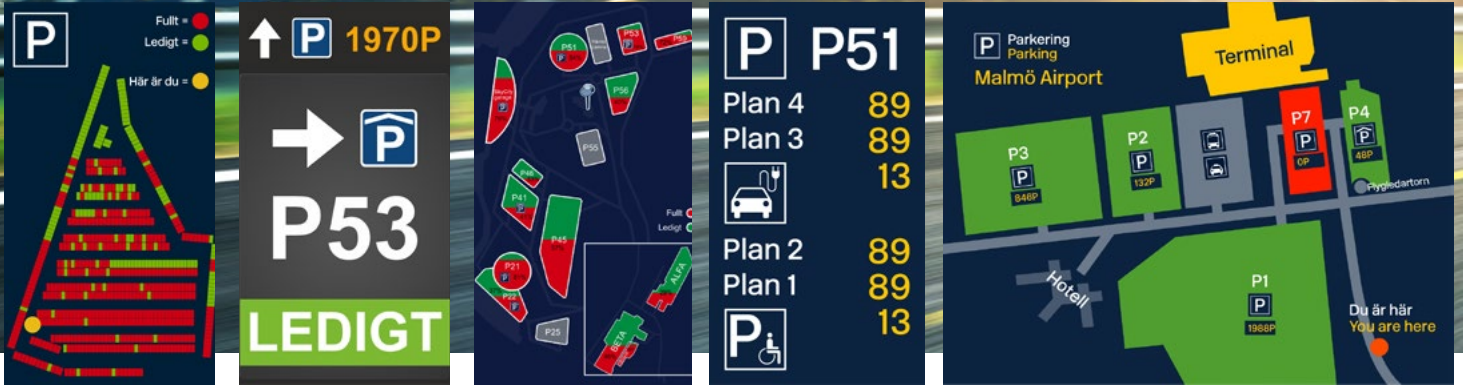 P
Fullt =
Ledigt =
Här är du =
P 1970P
P
P53
LEDIGT
P51
P53
P56
P55
P46
P41
P45
P21
P22
P25
Fullt
Ledigt
ALFA
BETA
P P51
Plan 4 89
Plan 3 89
13
Plan 2 89
Plan 1 89
13
P
P Parkering
Parking
Malmö Airport
Terminal
P3
P
846P
P2
P
132P
P7
P
0P
P4
P
48P
Flygledartorn
Hotell
P1
P
1988P
Du är här
You are here